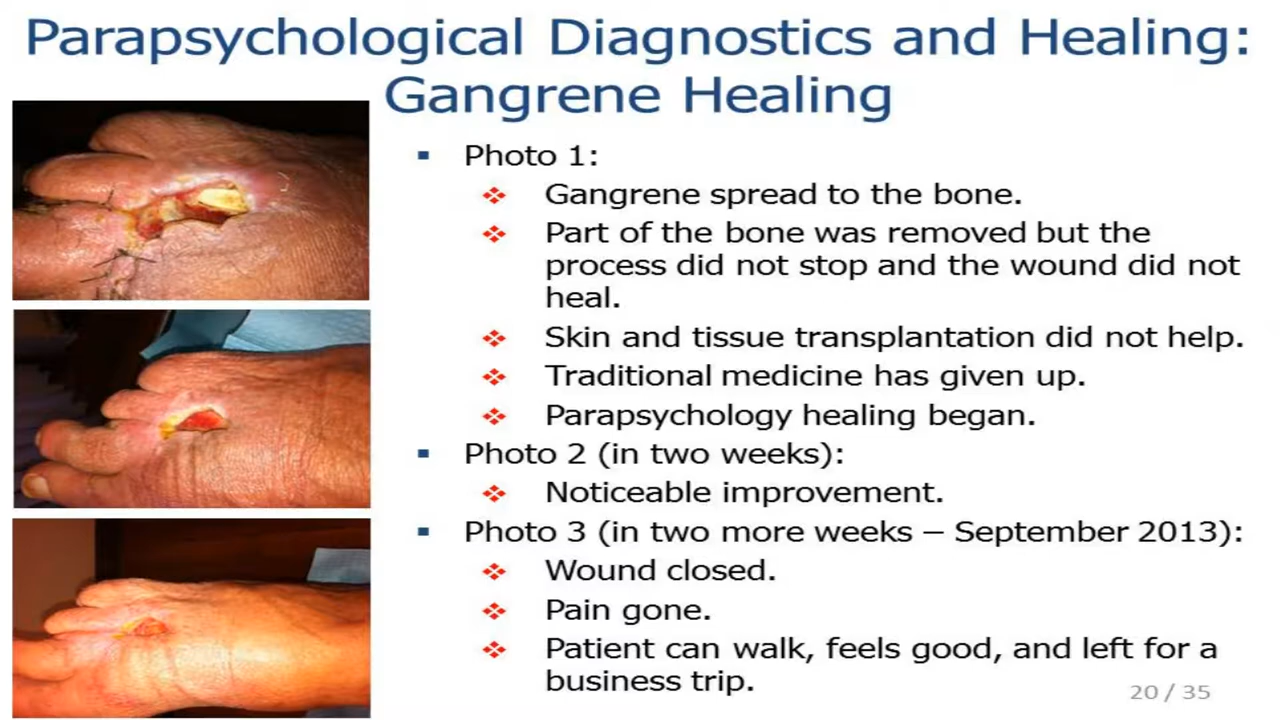 Parapsychological Diagnostics and Healing:
Gangrene Healing
Photo 1:
Gangrene spread to the bone.
Part of the bone was removed but the
process did not stop and the wound did not
heal.
Skin and tissue transplantation did not help.
Traditional medicine has given up.
Parapsychology healing began.
Photo 2 (in two weeks):
Noticeable improvement.
Photo 3 (in two more weeks – September 2013):
Wound closed.
Pain gone.
Patient can walk, feels good, and left for a
business trip.
20 / 35